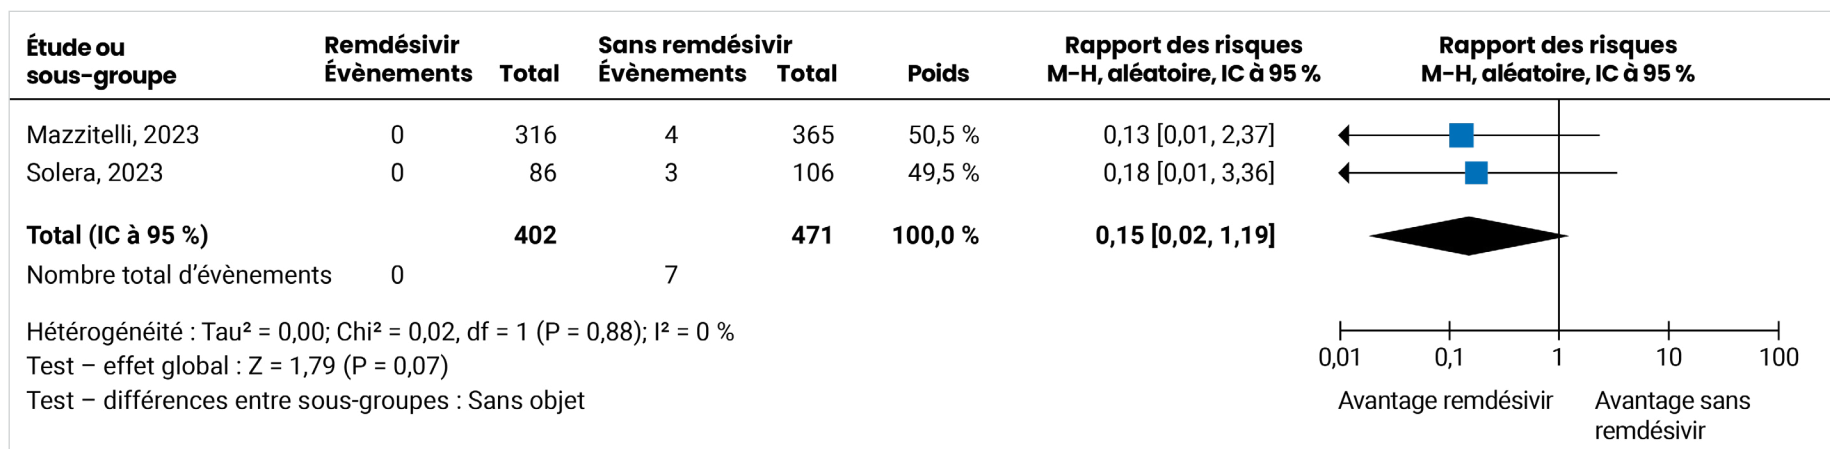 Étude ou sous-groupe
Remdésivir Évènements Total
Sans remdésivir Évènements Total
Poids
Rapport des risques M-H, aléatoire, IC à 95 %
Rapport des risques M-H, aléatoire, IC à 95 %
Mazzitelli, 2023 0 316 4 365 50,5 % 0,13 [0,01, 2,37]
Solera, 2023 0 86 3 106 49,5 % 0,18 [0,01, 3,36]
Total (IC à 95 %) 402 471 100,0 % 0,15 [0,02, 1,19]
Nombre total d’évènements 0 7
Hétérogénéité : Tau² = 0,00; Chi² = 0,02, df = 1 (P = 0,88); I² = 0 %
Test – effet global : Z = 1,79 (P = 0,07)
Test – différences entre sous-groupes : Sans objet
0,01 0,1 1 10 100
Avantage remdésivir
Avantage sans
remdésivir